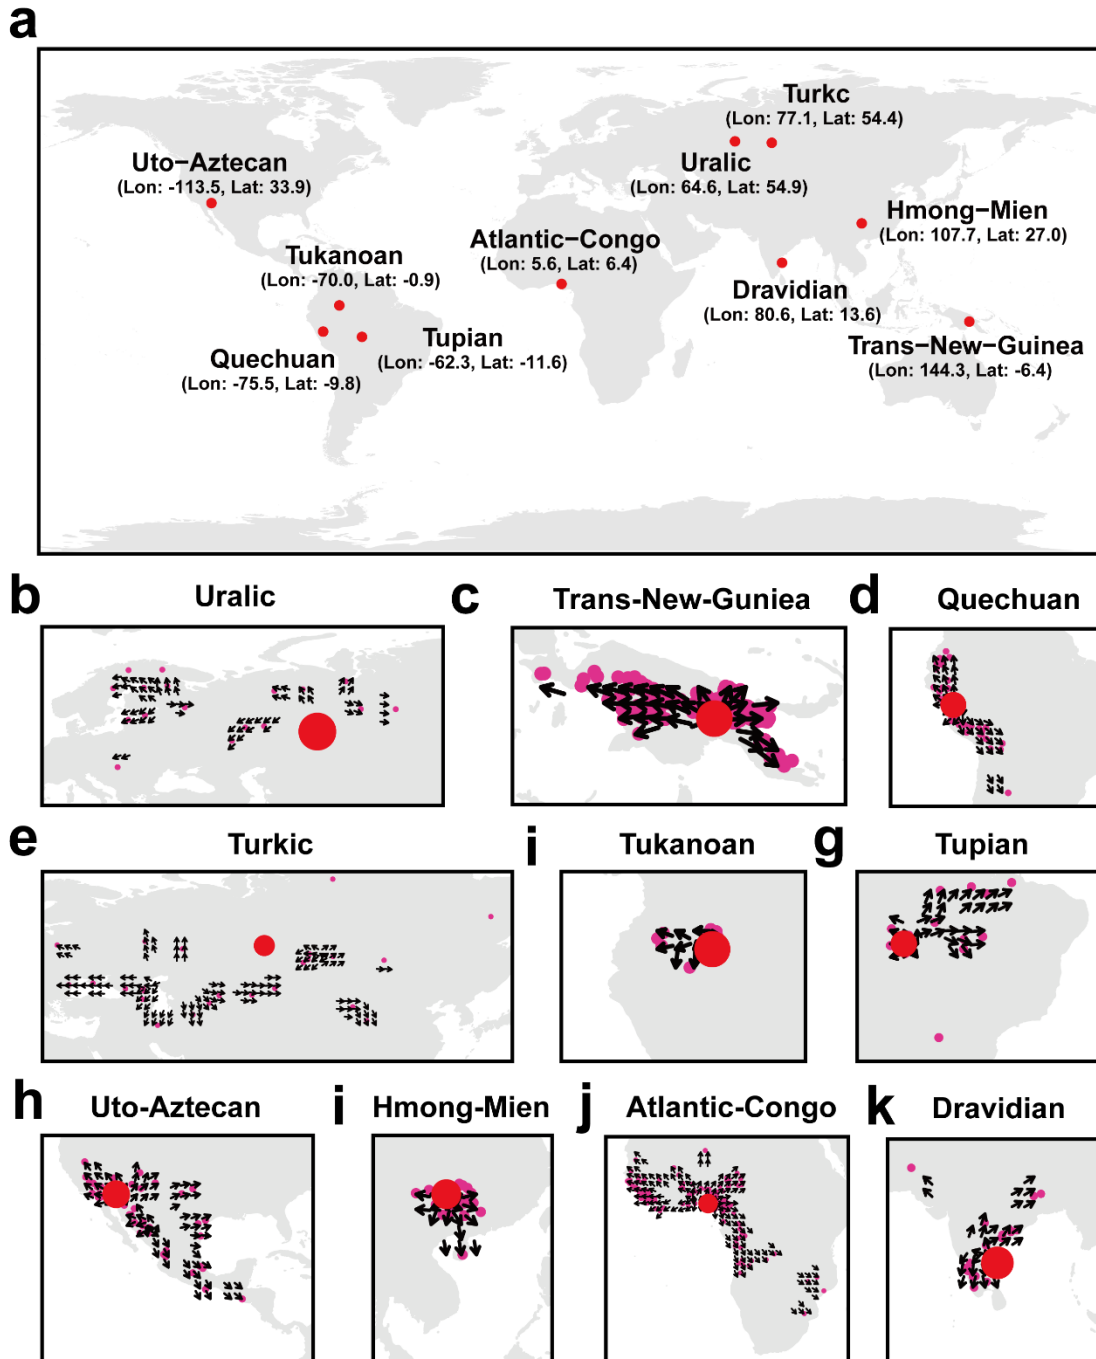 a
Turkc
(Lon: 77.1, Lat: 54.4)
Uto−Aztecan
(Lon: -113.5, Lat: 33.9)
Uralic
(Lon: 64.6, Lat: 54.9)
Hmong−Mien
(Lon: 107.7, Lat: 27.0)
Atlantic−Congo
(Lon: 5.6, Lat: 6.4)
Tukanoan
(Lon: -70.0, Lat: -0.9)
Dravidian
(Lon: 80.6, Lat: 13.6)
Tupian
(Lon: -62.3, Lat: -11.6)
Trans−New−Guinea
(Lon: 144.3, Lat: -6.4)
Quechuan
(Lon: -75.5, Lat: -9.8)
b
Uralic
c
Trans-New-Guniea
d
Quechuan
e
Turkic
i
Tukanoan
g
Tupian
h
Uto-Aztecan
i
Hmong-Mien
j
Atlantic-Congo
k
Dravidian